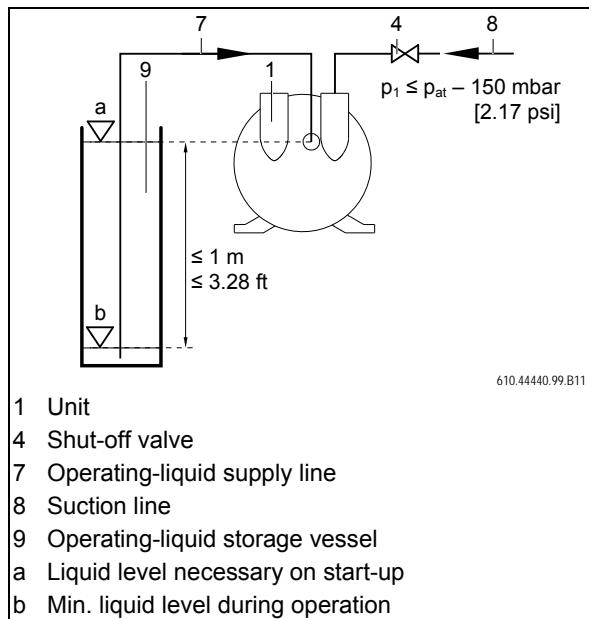 7
4
8
9
1
a
p₁ ≤ pat – 150 mbar
[2.17 psi]
≤ 1 m
≤ 3.28 ft
b
610.44440.99.B11
1 Unit
4 Shut-off valve
7 Operating-liquid supply line
8 Suction line
9 Operating-liquid storage vessel
a Liquid level necessary on start-up
b Min. liquid level during operation